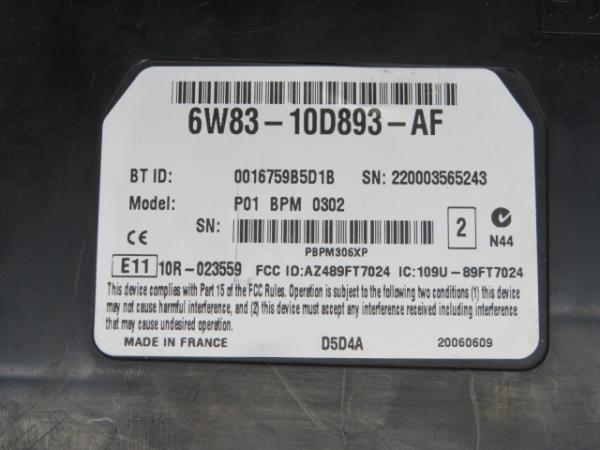 6W83-10D893-AF
BT ID: 0016759B5D1B SN: 220003565243
Model: P01 BPM 0302
SN:
PBPM306XP
2
N44
CE
E11 10R-023559 FCC ID:AZ489FT7024 IC:109U-89FT7024
This device complies with Part 15 of the FCC Rules. Operation is subject to the following two conditions (1) this device
may not cause harmful interference, and (2) this device must accept any interference received including interference
that may cause undesired operation.
MADE IN FRANCE D5D4A 20060609